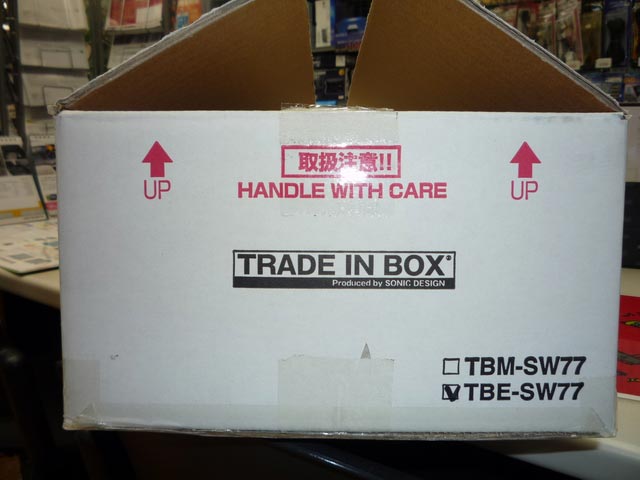 取扱注意!!
UP
HANDLE WITH CARE
UP
TRADE IN BOX
Produced by SONIC DESIGN
TBM-SW77
TBE-SW77